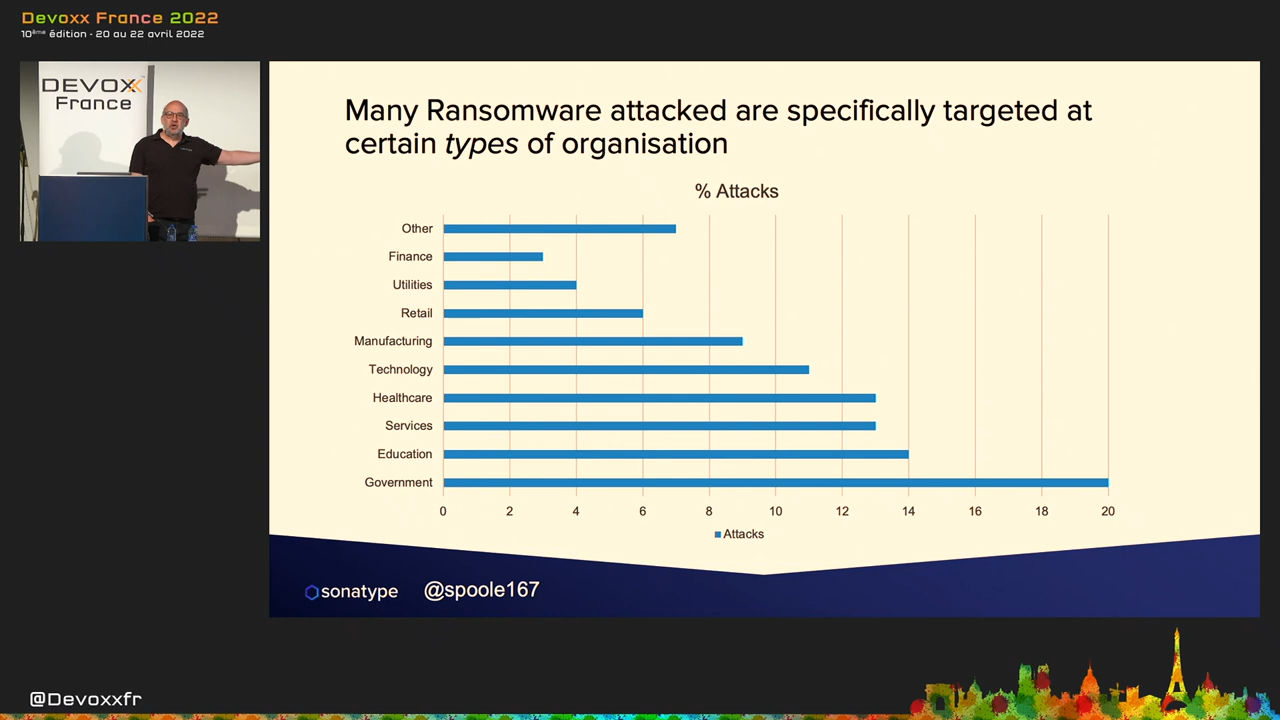 Devoxx France 2022
10ème édition - 20 au 22 avril 2022
DEVOXX
France
Many Ransomware attacked are specifically targeted at
certain types of organisation
% Attacks
Other
Finance
Utilities
Retail
Manufacturing
Technology
Healthcare
Services
Education
Government
0 2 4 6 8 10 12 14 16 18 20
Attacks
sonatype @spoole167
@Devoxxfr